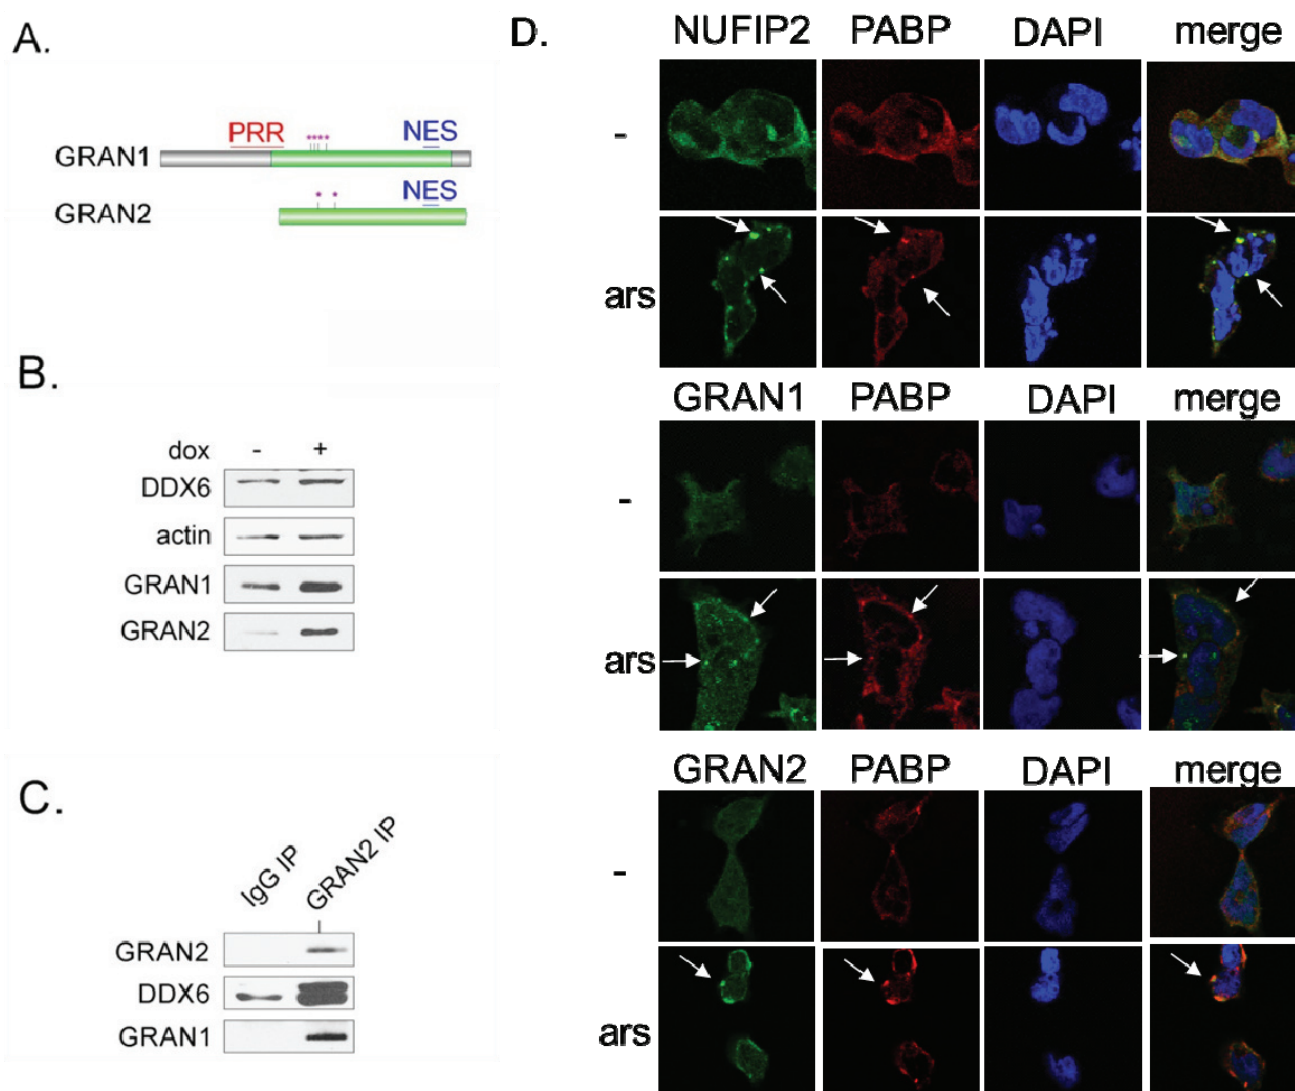 A.
PRR
NES
GRAN1
NES
GRAN2
B.
dox - +
DDX6
actin
GRAN1
GRAN2
C.
IgG IP
GRAN2 IP
GRAN2
DDX6
GRAN1
D.
NUFIP2 PABP DAPI merge
-
ars
GRAN1 PABP DAPI merge
-
ars
GRAN2 PABP DAPI merge
-
ars